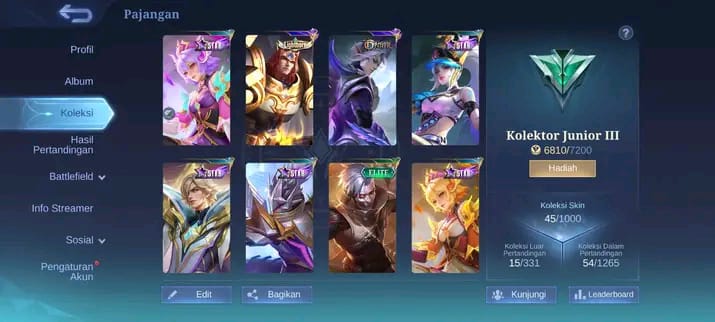 Pajangan
?
Profil
Album
Koleksi
Hasil
Pertandingan
Battlefield
Info Streamer
Sosial
Pengaturan
Akun
STAR
Lightborn
STAR
STAR
STAR
ELITE
STAR
Kolektor Junior III
6810/7200
Hadiah
Koleksi Skin
45/1000
Koleksi Luar
Pertandingan
15/331
Koleksi Dalam
Pertandingan
54/1265
Edit
Bagikan
Kunjungi
Leaderboard